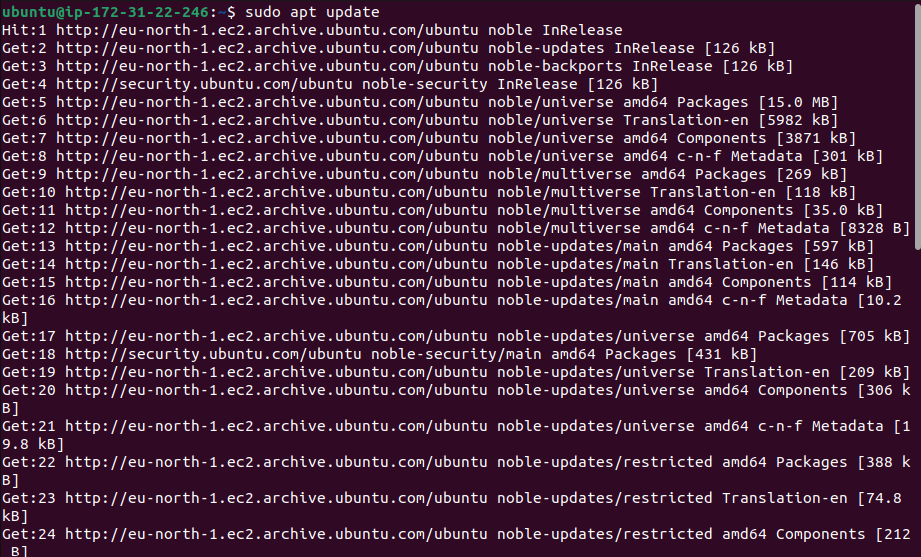 ubuntu@ip-172-31-22-246:~$ sudo apt update
Hit:1 http://eu-north-1.ec2.archive.ubuntu.com/ubuntu noble InRelease
Get:2 http://eu-north-1.ec2.archive.ubuntu.com/ubuntu noble-updates InRelease [126 kB]
Get:3 http://eu-north-1.ec2.archive.ubuntu.com/ubuntu noble-backports InRelease [126 kB]
Get:4 http://security.ubuntu.com/ubuntu noble-security InRelease [126 kB]
Get:5 http://eu-north-1.ec2.archive.ubuntu.com/ubuntu noble/universe amd64 Packages [15.0 MB]
Get:6 http://eu-north-1.ec2.archive.ubuntu.com/ubuntu noble/universe Translation-en [5982 kB]
Get:7 http://eu-north-1.ec2.archive.ubuntu.com/ubuntu noble/universe amd64 Components [3871 kB]
Get:8 http://eu-north-1.ec2.archive.ubuntu.com/ubuntu noble/universe amd64 c-n-f Metadata [301 kB]
Get:9 http://eu-north-1.ec2.archive.ubuntu.com/ubuntu noble/multiverse amd64 Packages [269 kB]
Get:10 http://eu-north-1.ec2.archive.ubuntu.com/ubuntu noble/multiverse Translation-en [118 kB]
Get:11 http://eu-north-1.ec2.archive.ubuntu.com/ubuntu noble/multiverse amd64 Components [35.0 kB]
Get:12 http://eu-north-1.ec2.archive.ubuntu.com/ubuntu noble/multiverse amd64 c-n-f Metadata [8328 B]
Get:13 http://eu-north-1.ec2.archive.ubuntu.com/ubuntu noble-updates/main amd64 Packages [597 kB]
Get:14 http://eu-north-1.ec2.archive.ubuntu.com/ubuntu noble-updates/main Translation-en [146 kB]
Get:15 http://eu-north-1.ec2.archive.ubuntu.com/ubuntu noble-updates/main amd64 Components [114 kB]
Get:16 http://eu-north-1.ec2.archive.ubuntu.com/ubuntu noble-updates/main amd64 c-n-f Metadata [10.2
kB]
Get:17 http://eu-north-1.ec2.archive.ubuntu.com/ubuntu noble-updates/universe amd64 Packages [705 kB]
Get:18 http://security.ubuntu.com/ubuntu noble-security/main amd64 Packages [431 kB]
Get:19 http://eu-north-1.ec2.archive.ubuntu.com/ubuntu noble-updates/universe Translation-en [209 kB]
Get:20 http://eu-north-1.ec2.archive.ubuntu.com/ubuntu noble-updates/universe amd64 Components [306 k
B]
Get:21 http://eu-north-1.ec2.archive.ubuntu.com/ubuntu noble-updates/universe amd64 c-n-f Metadata [1
9.8 kB]
Get:22 http://eu-north-1.ec2.archive.ubuntu.com/ubuntu noble-updates/restricted amd64 Packages [388 k
B]
Get:23 http://eu-north-1.ec2.archive.ubuntu.com/ubuntu noble-updates/restricted Translation-en [74.8
kB]
Get:24 http://eu-north-1.ec2.archive.ubuntu.com/ubuntu noble-updates/restricted amd64 Components [212
B]